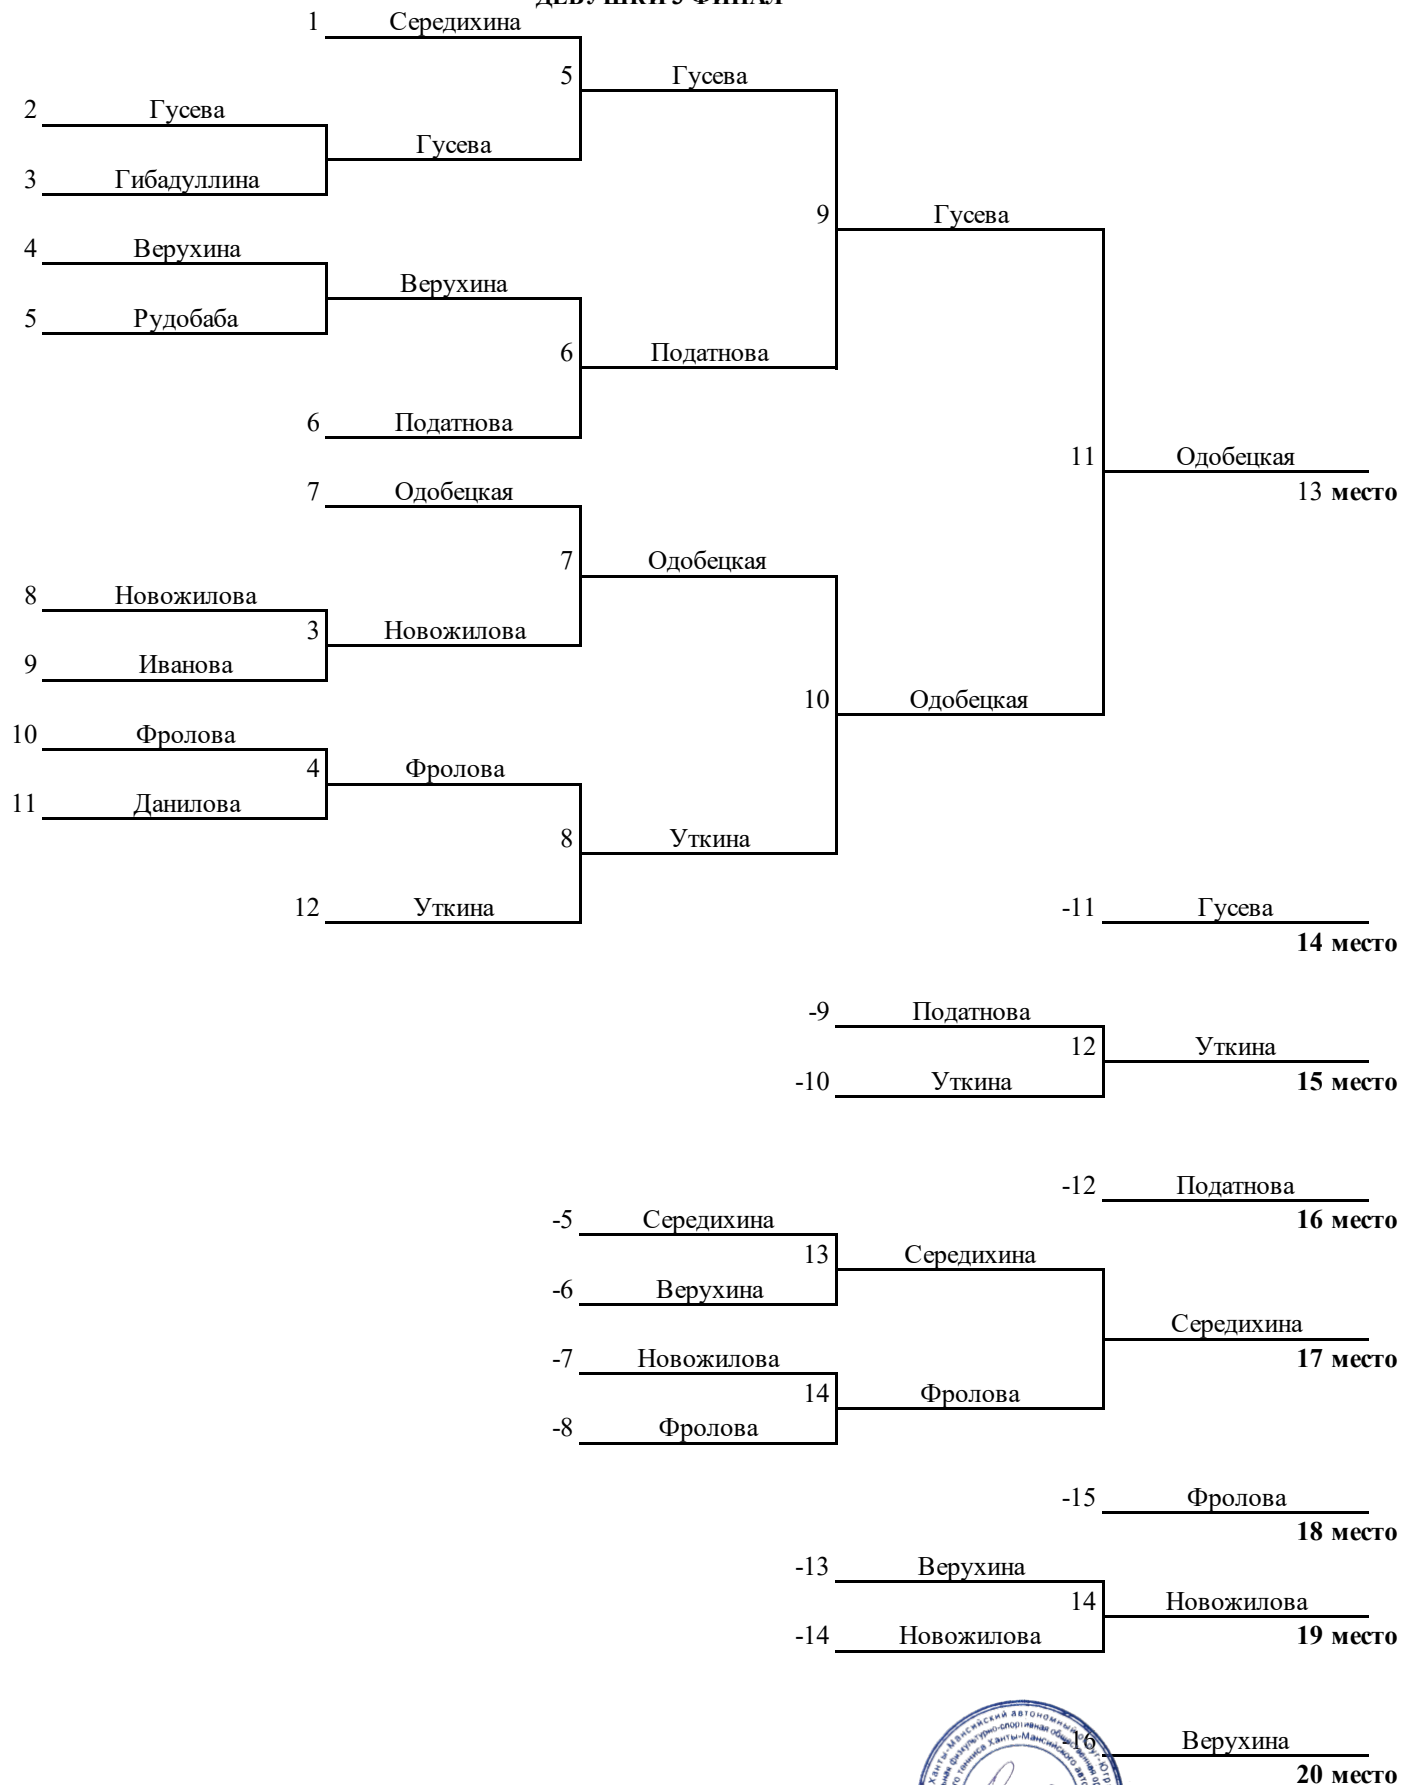 1 Середихина
5 Гусева
2 Гусева
Гусева
3 Гибадуллина
9 Гусева
4 Верухина
Верухина
5 Рудобаба
6 Податнова
6 Податнова
11 Одобецкая
7 Одобецкая
13 место
7 Одобецкая
8 Новожилова
3 Новожилова
9 Иванова
10 Одобецкая
10 Фролова
4 Фролова
11 Данилова
8 Уткина
12 Уткина
-11 Гусева
14 место
-9 Податнова
12 Уткина
-10 Уткина
15 место
-12 Податнова
-5 Середихина
16 место
13 Середихина
-6 Верухина
Середихина
-7 Новожилова
17 место
14 Фролова
-8 Фролова
-15 Фролова
18 место
-13 Верухина
14 Новожилова
-14 Новожилова
19 место
-16 Верухина
20 место